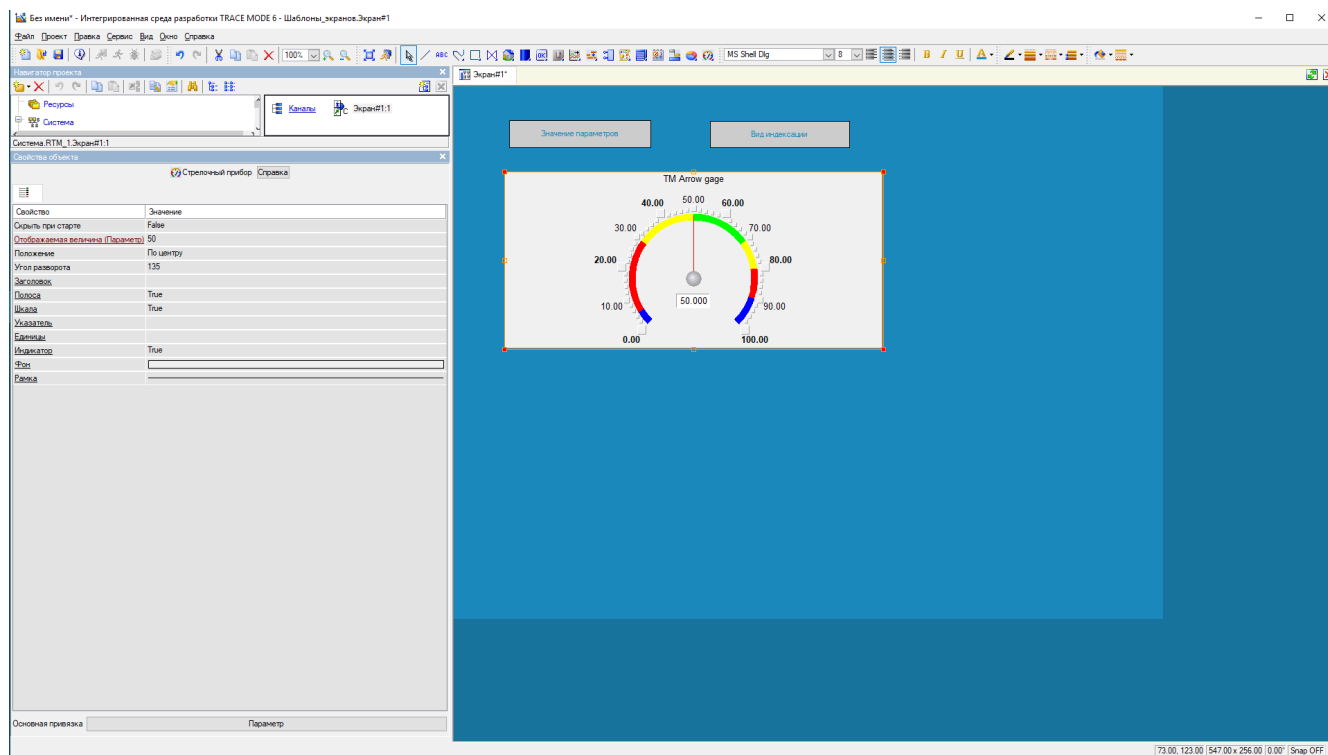 Без имени* - Интегрированная среда разработки TRACE MODE 6 - Шаблоны_экранов.Экран#1
Файл Проект Правка Сервис Вид Окно Справка
100%
ABC
MS Shell Dlg
8
B I U A
Навигатор проекта
Ресурсы
Система
Каналы
Экран#1:1
Система.RTM_1.Экран#1:1
Свойства объекта
Стрелочный прибор Справка
Свойство Значение
Скрыть при старте False
Отображаемая величина (Параметр) 50
Положение По центру
Угол разворота 135
Заголовок
Полоса True
Шкала True
Указатель
Единицы
Индикатор True
Фон
Рамка
Основная привязка Параметр
Экран#1*
Значение параметров
Вид индексации
TM Arrow gage
40.00 50.00 60.00
30.00 70.00
20.00 80.00
10.00 50.000 90.00
0.00 100.00
73.00, 123.00 547.00 x 256.00 0.00° Snap OFF